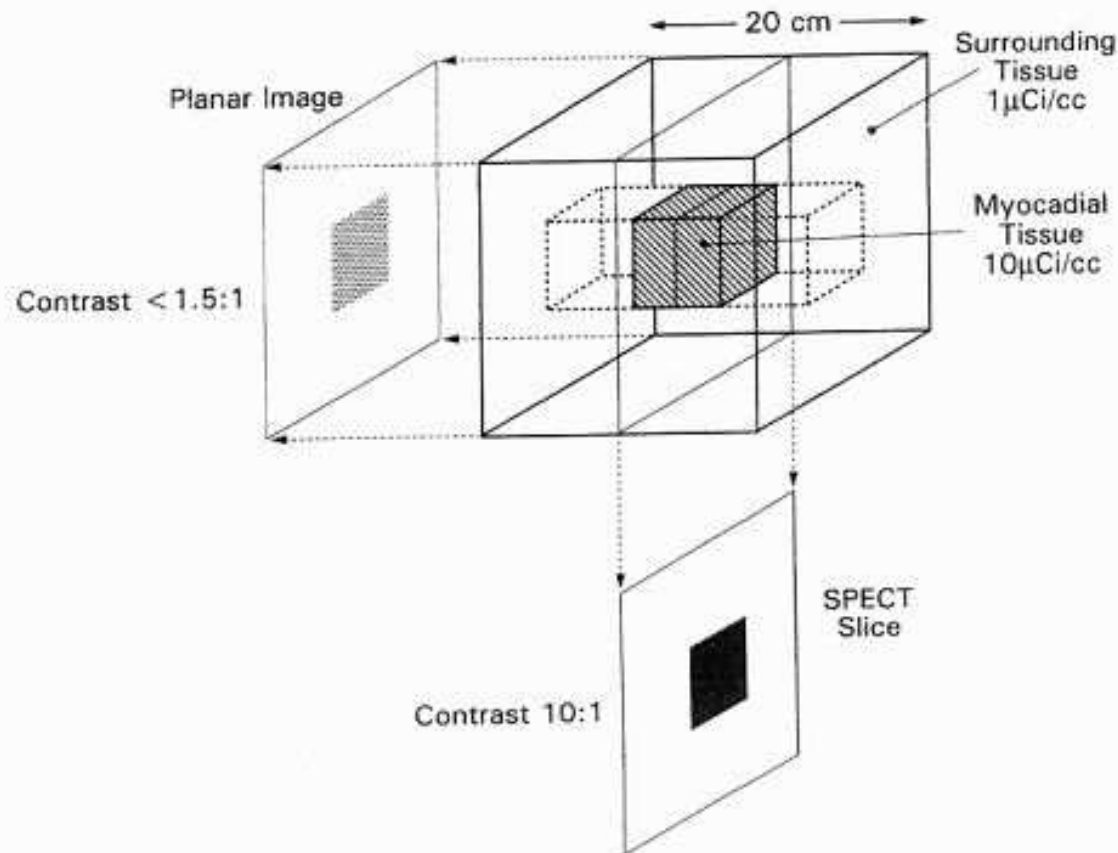 20 cm
Surrounding
Tissue
1μCi/cc
Planar Image
Myocadial
Tissue
10μCi/cc
Contrast < 1.5:1
SPECT
Slice
Contrast 10:1